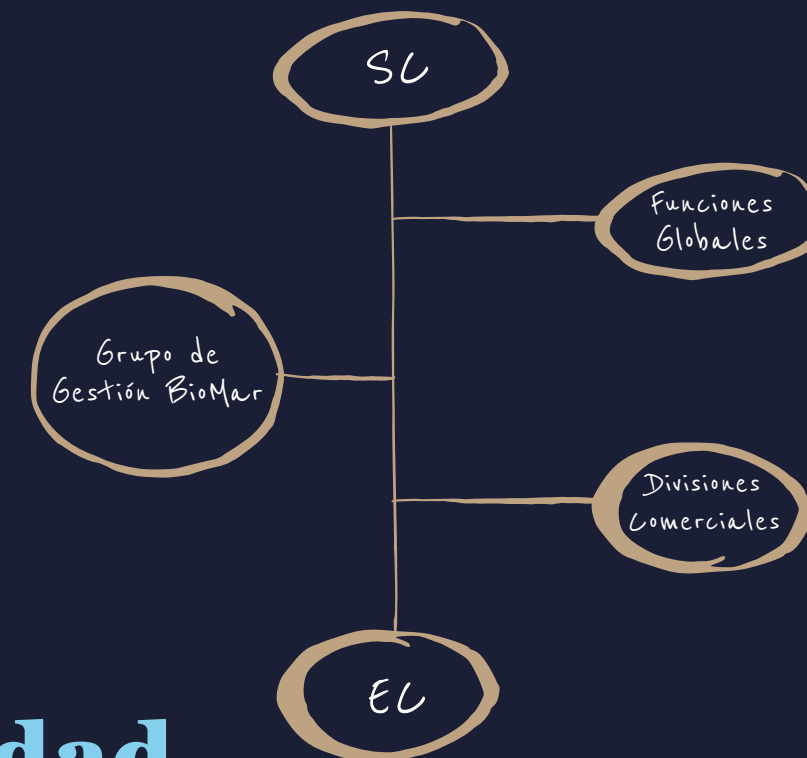 SC
Funciones
Globales
Grupo de
Gestión BioMar
Divisiones
Comerciales
EC
dad